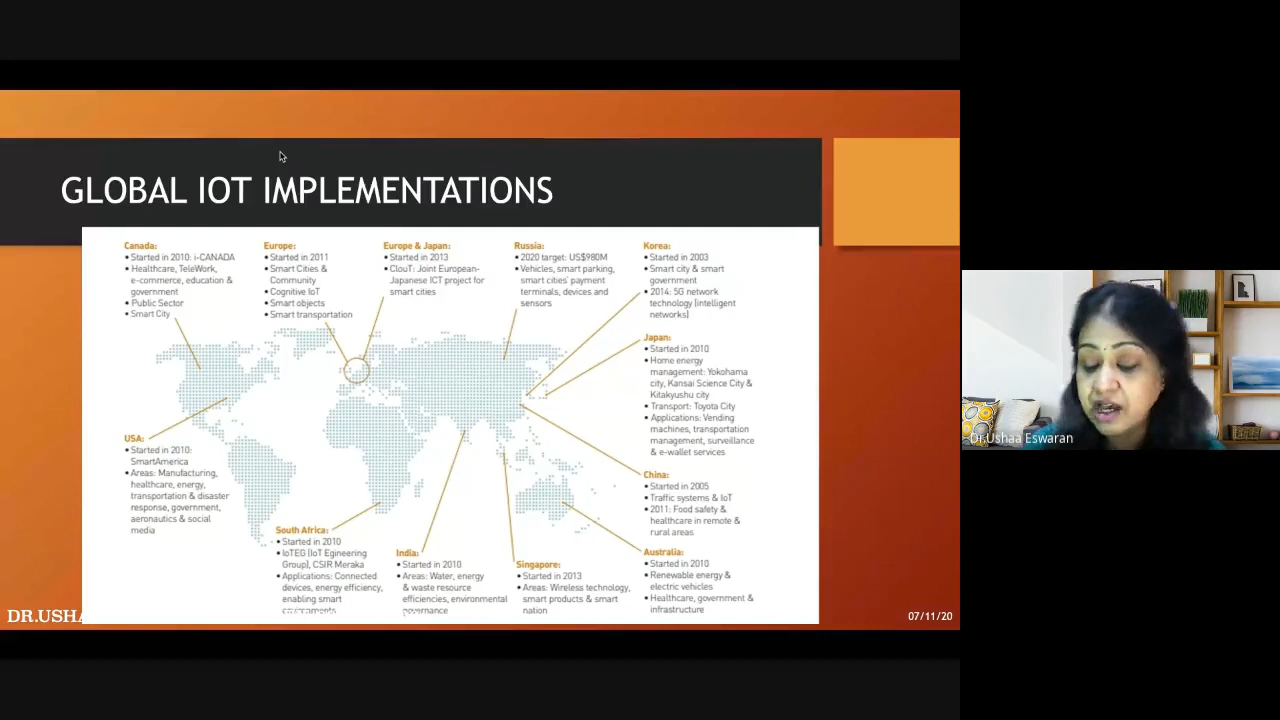 GLOBAL IOT IMPLEMENTATIONS
Canada:
• Started in 2010: i-CANADA
• Healthcare, TeleWork,
e-commerce, education &
government
• Public Sector
• Smart City
Europe:
• Started in 2011
• Smart Cities &
Community
• Cognitive IoT
• Smart objects
• Smart transportation
Europe & Japan:
• Started in 2013
• ClouT: Joint European-
Japanese ICT project for
smart cities
Russia:
• 2020 target: US$980M
• Vehicles, smart parking,
smart cities' payment
terminals, devices and
sensors
Korea:
• Started in 2003
• Smart city & smart
government
• 2014: 5G network
technology (intelligent
networks)
Japan:
• Started in 2010
• Home energy
management: Yokohama
city, Kansai Science City &
Kitakyushu city
• Transport: Toyota City
• Applications: Vending
machines, transportation
management, surveillance
& e-wallet services
USA:
• Started in 2010:
SmartAmerica
• Areas: Manufacturing,
healthcare, energy,
transportation & disaster
response, government,
aeronautics & social
media
South Africa:
• Started in 2010
• IoTEG (IoT Egineering
Group), CSIR Meraka
• Applications: Connected
devices, energy efficiency,
enabling smart
environments
India:
• Started in 2010
• Areas: Water, energy
& waste resource
efficiencies, environmental
governance
Singapore:
• Started in 2013
• Areas: Wireless technology,
smart products & smart
nation
China:
• Started in 2005
• Traffic systems & IoT
• 2011: Food safety &
healthcare in remote &
rural areas
Australia:
• Started in 2010
• Renewable energy &
electric vehicles
• Healthcare, government &
infrastructure
DR.USHA
07/11/20
Dr.Ushaa Eswaran